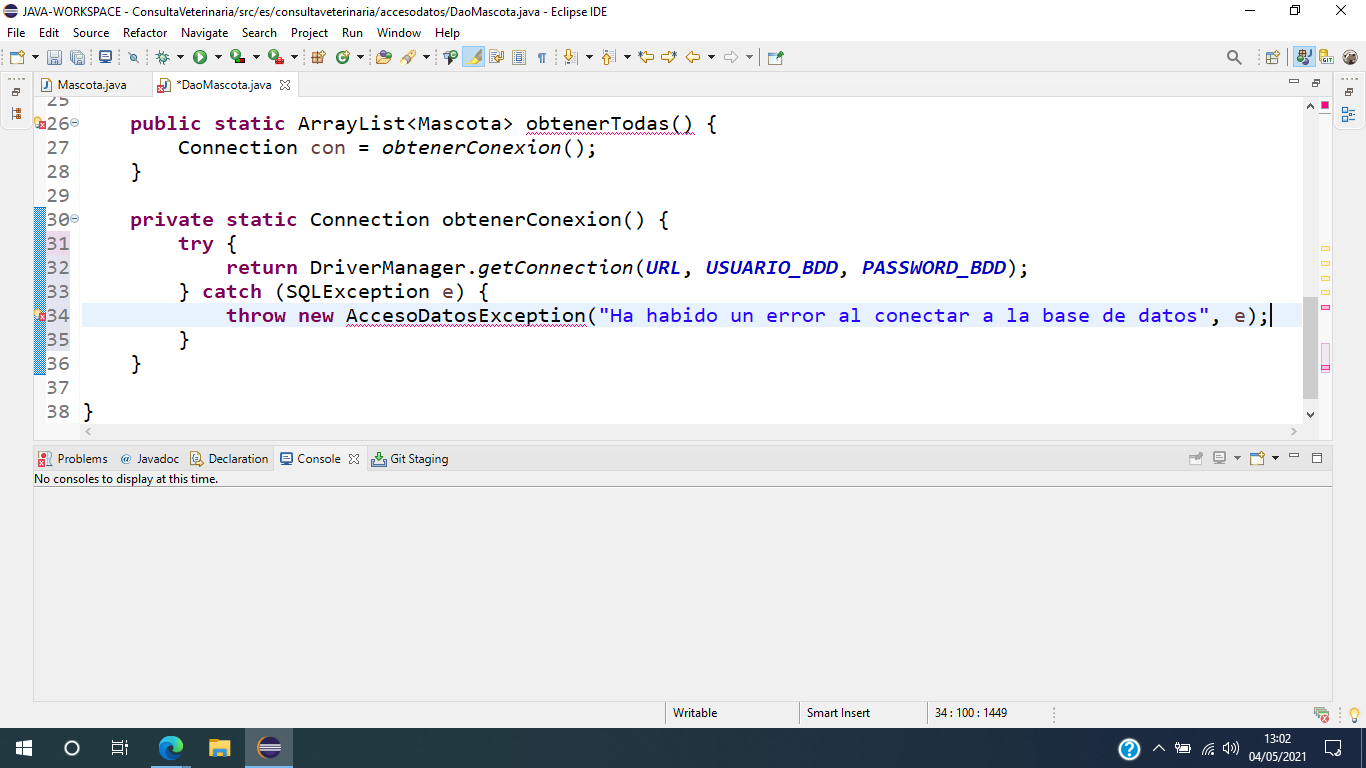 JAVA-WORKSPACE - ConsultaVeterinaria/src/es/consultaveterinaria/accesodatos/DaoMascota.java - Eclipse IDE
File Edit Source Refactor Navigate Search Project Run Window Help
Mascota.java *DaoMascota.java
25
26 public static ArrayList<Mascota> obtenerTodas() {
27 Connection con = obtenerConexion();
28 }
29
30 private static Connection obtenerConexion() {
31 try {
32 return DriverManager.getConnection(URL, USUARIO_BDD, PASSWORD_BDD);
33 } catch (SQLException e) {
34 throw new AccesoDatosException("Ha habido un error al conectar a la base de datos", e);
35 }
36 }
37
38 }
Problems @ Javadoc Declaration Console Git Staging
No consoles to display at this time.
Writable Smart Insert 34 : 100 : 1449
13:02
04/05/2021